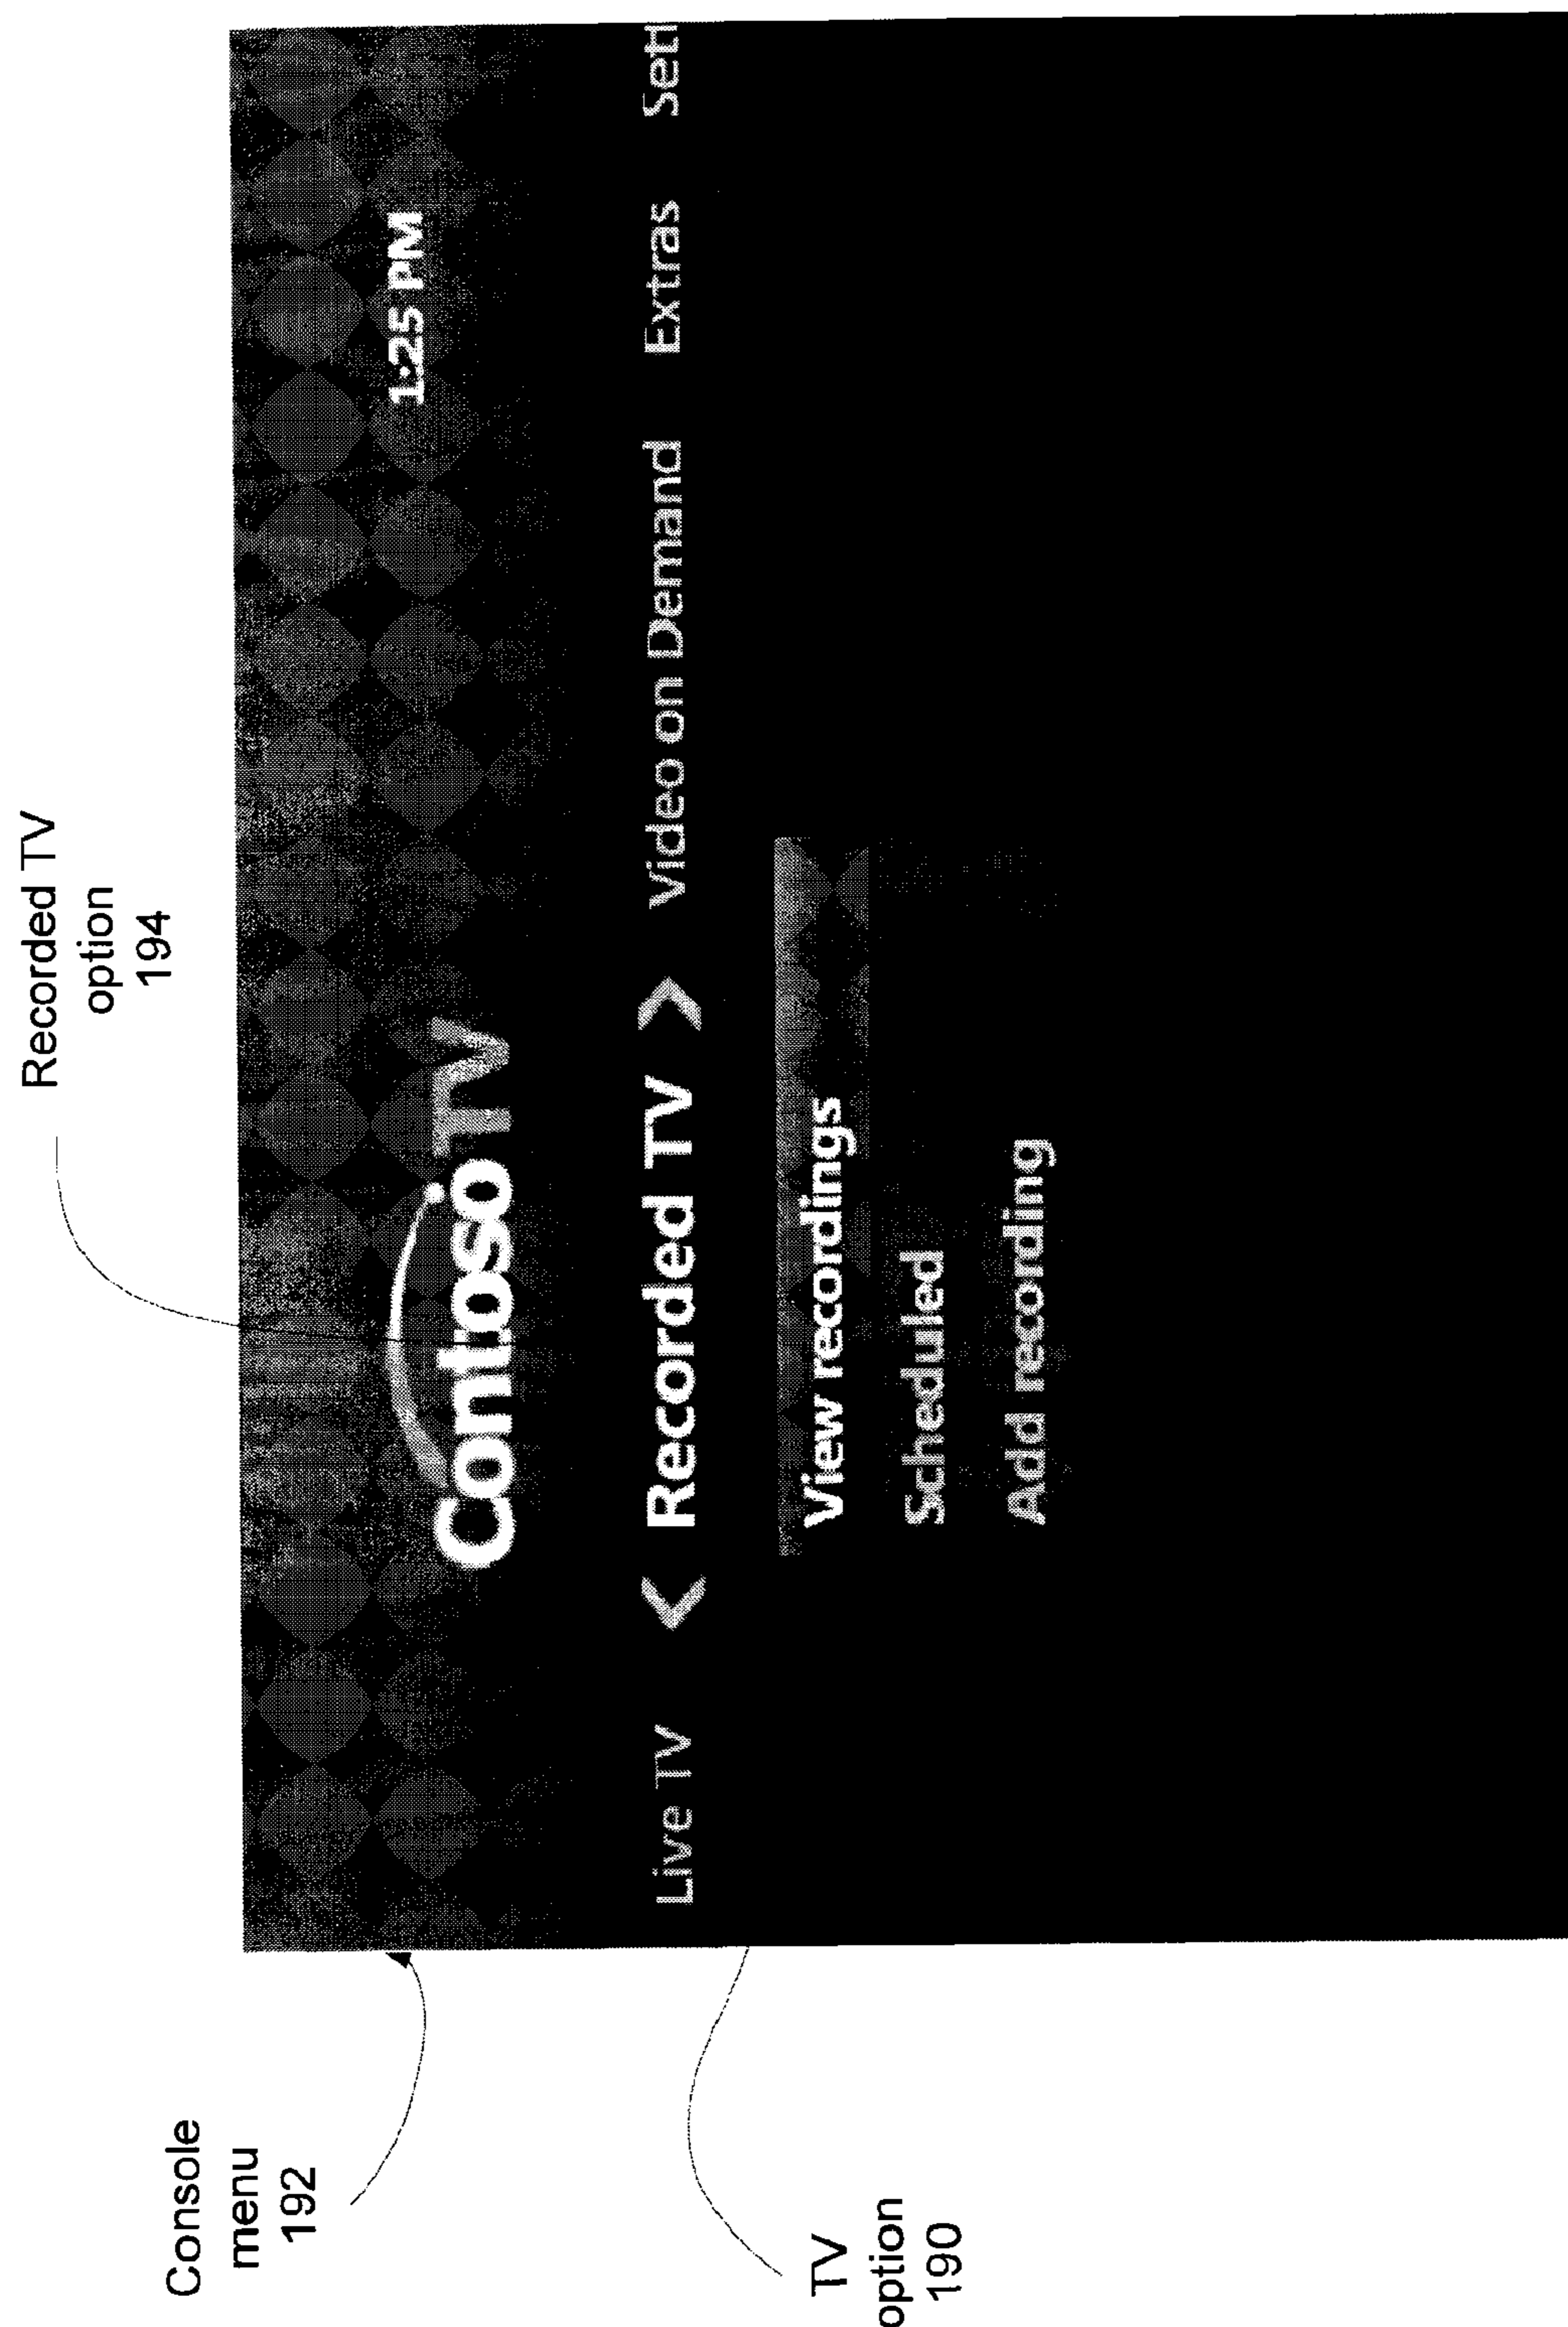 Recorded TV
option
194
Console
menu
192
TV
option
190
Contoso TV
1:25 PM
Live TV < Recorded TV > Video on Demand Extras
View recordings
Scheduled
Add recording